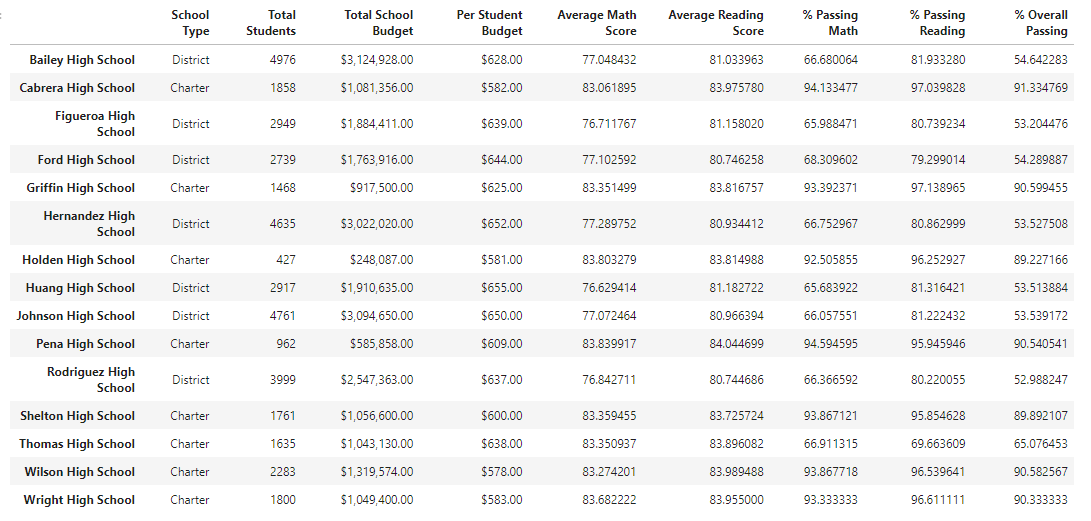 School Type Total Students Total School Budget Per Student Budget Average Math Score Average Reading Score % Passing Math % Passing Reading % Overall Passing
Bailey High School District 4976 $3,124,928.00 $628.00 77.048432 81.033963 66.680064 81.933280 54.642283
Cabrera High School Charter 1858 $1,081,356.00 $582.00 83.061895 83.975780 94.133477 97.039828 91.334769
Figueroa High School District 2949 $1,884,411.00 $639.00 76.711767 81.158020 65.988471 80.739234 53.204476
Ford High School District 2739 $1,763,916.00 $644.00 77.102592 80.746258 68.309602 79.299014 54.289887
Griffin High School Charter 1468 $917,500.00 $625.00 83.351499 83.816757 93.392371 97.138965 90.599455
Hernandez High School District 4635 $3,022,020.00 $652.00 77.289752 80.934412 66.752967 80.862999 53.527508
Holden High School Charter 427 $248,087.00 $581.00 83.803279 83.814988 92.505855 96.252927 89.227166
Huang High School District 2917 $1,910,635.00 $655.00 76.629414 81.182722 65.683922 81.316421 53.513884
Johnson High School District 4761 $3,094,650.00 $650.00 77.072464 80.966394 66.057551 81.222432 53.539172
Pena High School Charter 962 $585,858.00 $609.00 83.839917 84.044699 94.594595 95.945946 90.540541
Rodriguez High School District 3999 $2,547,363.00 $637.00 76.842711 80.744686 66.366592 80.220055 52.988247
Shelton High School Charter 1761 $1,056,600.00 $600.00 83.359455 83.725724 93.867121 95.854628 89.892107
Thomas High School Charter 1635 $1,043,130.00 $638.00 83.350937 83.896082 66.911315 69.663609 65.076453
Wilson High School Charter 2283 $1,319,574.00 $578.00 83.274201 83.989488 93.867718 96.539641 90.582567
Wright High School Charter 1800 $1,049,400.00 $583.00 83.682222 83.955000 93.333333 96.611111 90.333333